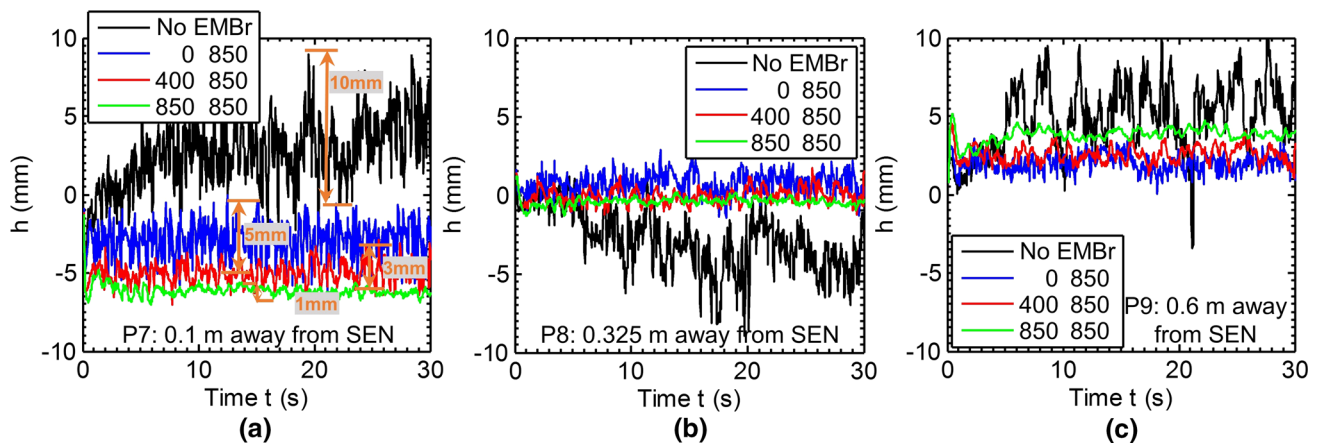 No EMBr
0 850
400 850
850 850
10
5
0
-5
-10
h (mm)
10mm
5mm
3mm
1mm
P7: 0.1 m away from SEN
0 10 20 30
Time t (s)
(a)
No EMBr
0 850
400 850
850 850
10
5
0
-5
-10
h (mm)
P8: 0.325 m away from SEN
0 10 20 30
Time t (s)
(b)
10
5
0
-5
-10
h (mm)
No EMBr
0 850
400 850
850 850
P9: 0.6 m away
from SEN
0 10 20 30
Time t (s)
(c)